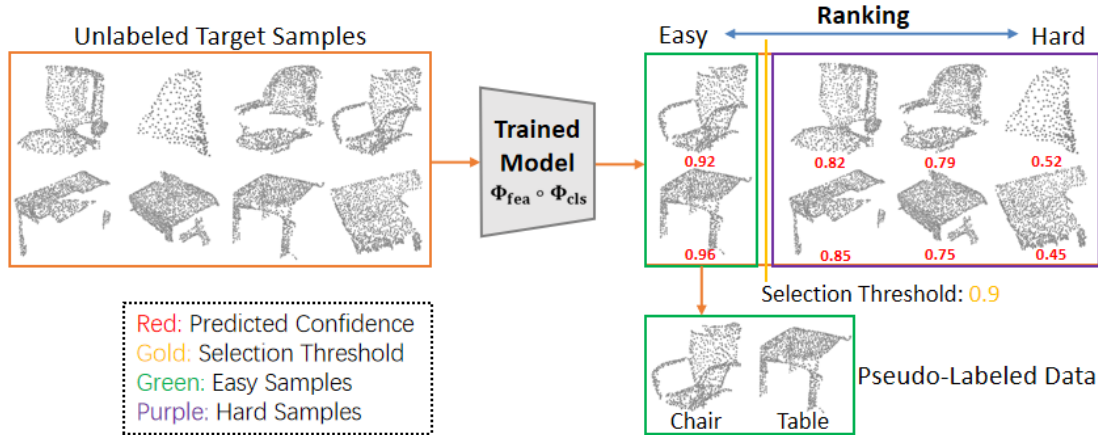 Unlabeled Target Samples
Ranking
Easy
Hard
Trained
Model
Φfea ∘ Φcls
0.92
0.82
0.79
0.52
0.96
0.85
0.75
0.45
Selection Threshold: 0.9
Red: Predicted Confidence
Gold: Selection Threshold
Green: Easy Samples
Purple: Hard Samples
Chair
Table
Pseudo-Labeled Data